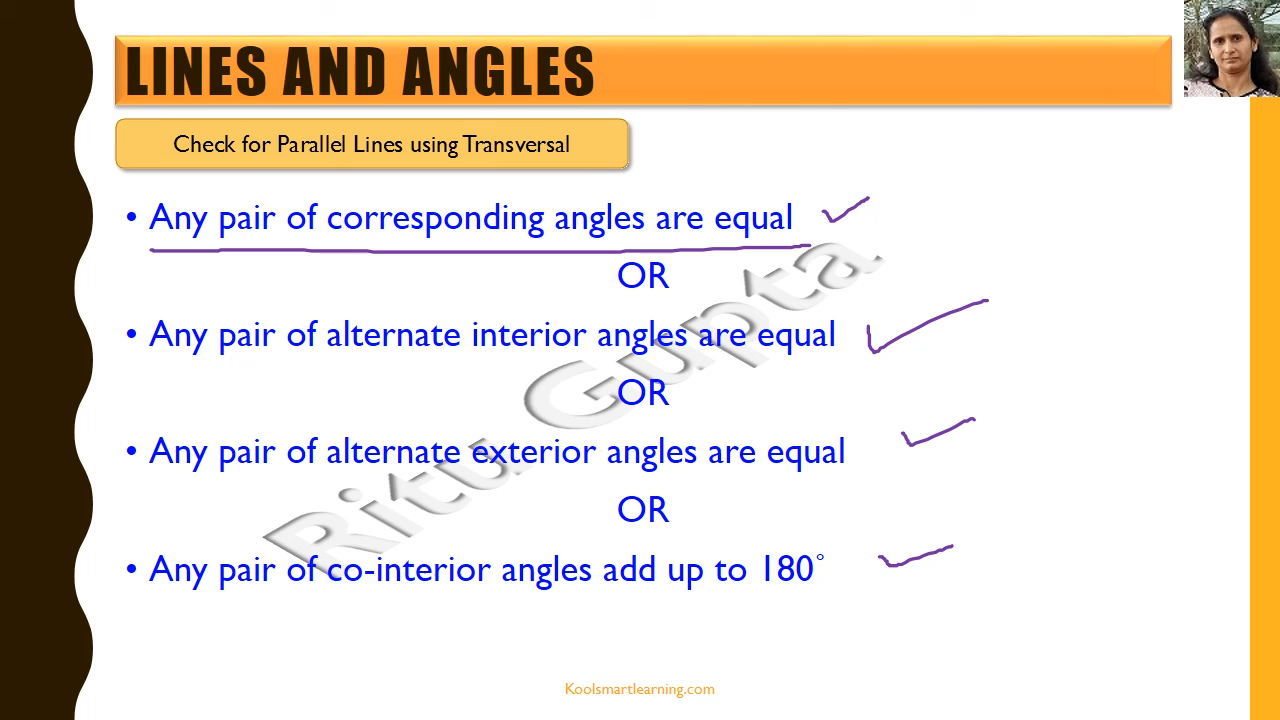 LINES AND ANGLES
Check for Parallel Lines using Transversal
• Any pair of corresponding angles are equal
OR
• Any pair of alternate interior angles are equal
OR
• Any pair of alternate exterior angles are equal
OR
• Any pair of co-interior angles add up to 180°
Ritu Gupta
Koolsmartlearning.com